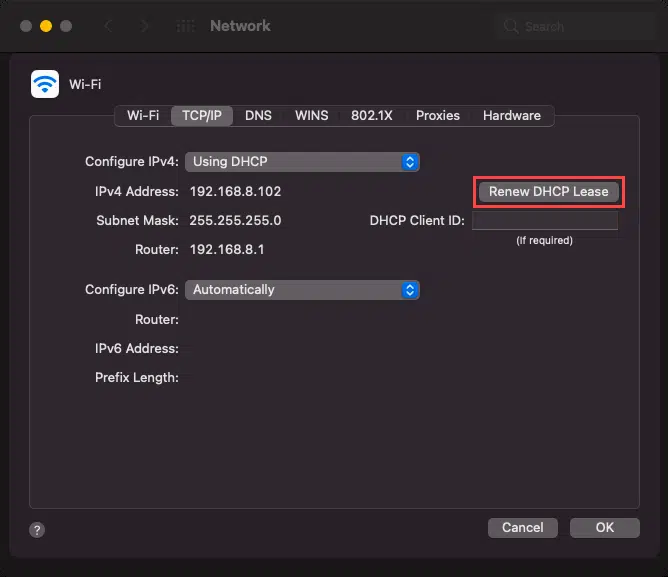 Network
Search
Wi-Fi
Wi-Fi TCP/IP DNS WINS 802.1X Proxies Hardware
Configure IPv4: Using DHCP
IPv4 Address: 192.168.8.102 Renew DHCP Lease
Subnet Mask: 255.255.255.0 DHCP Client ID:
(If required)
Router: 192.168.8.1
Configure IPv6: Automatically
Router:
IPv6 Address:
Prefix Length:
? Cancel OK